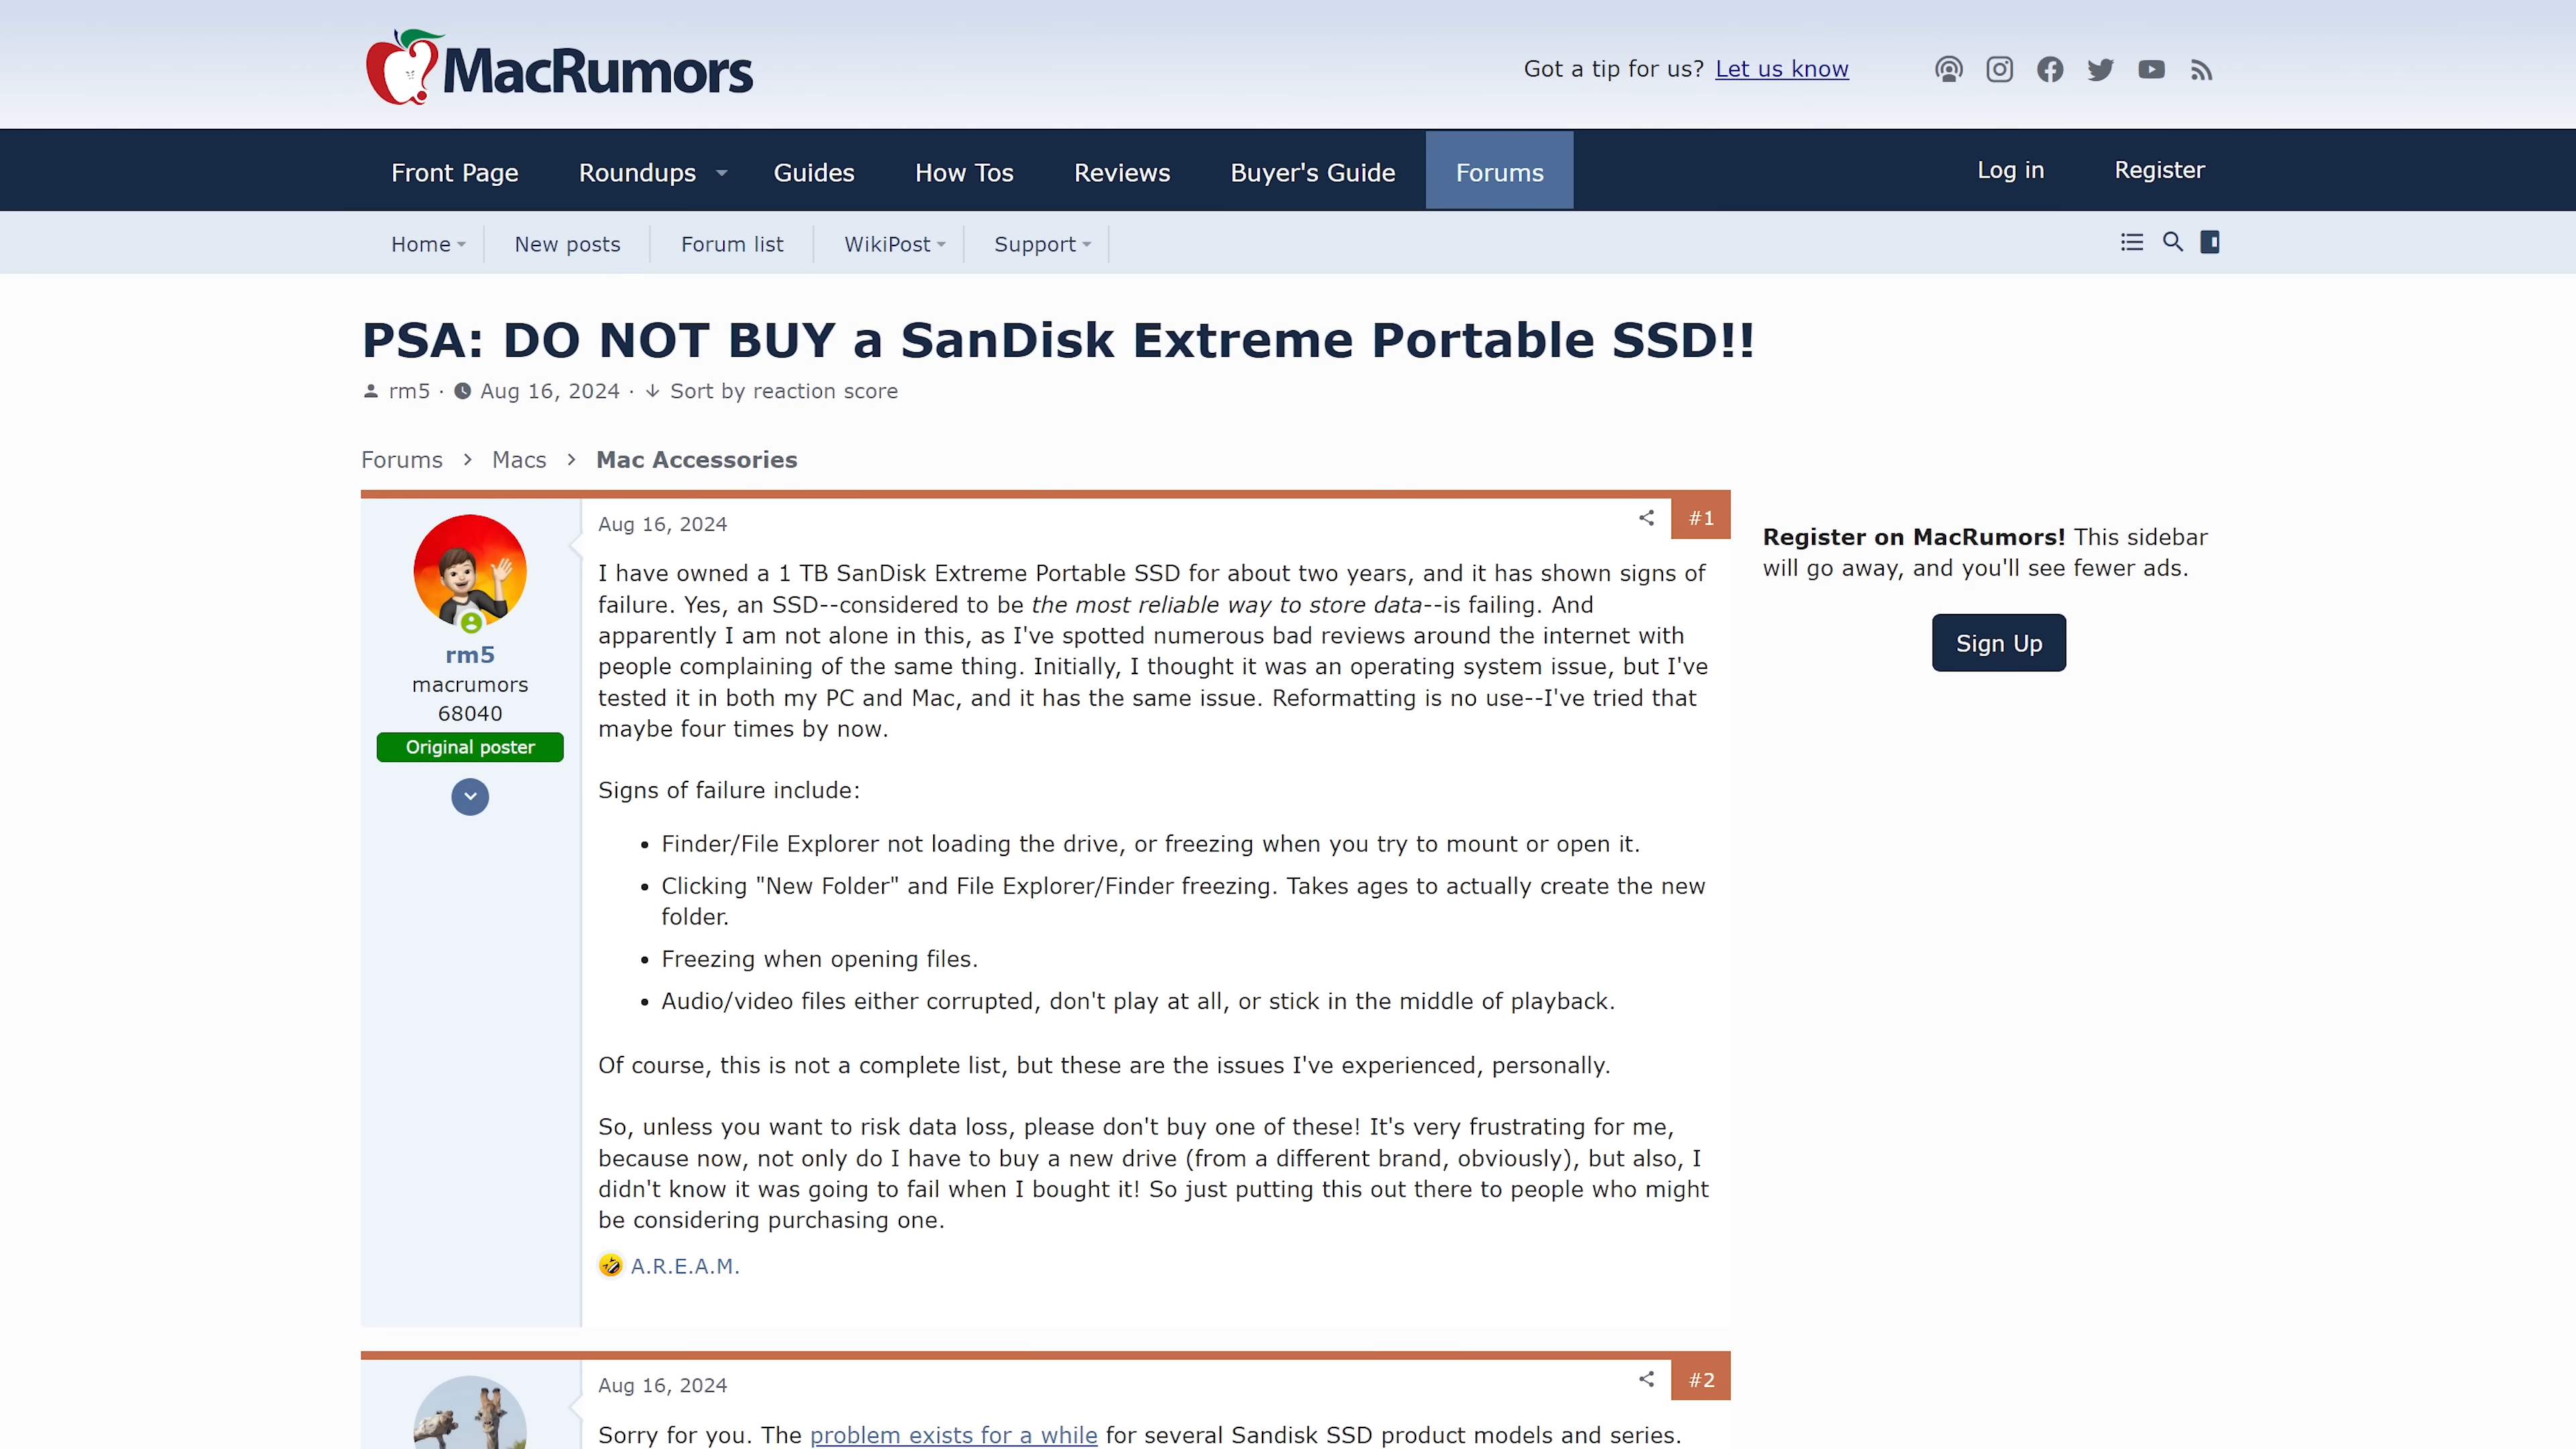 MacRumors
Got a tip for us? Let us know
Front Page Roundups Guides How Tos Reviews Buyer's Guide Forums Log in Register
Home New posts Forum list WikiPost Support
PSA: DO NOT BUY a SanDisk Extreme Portable SSD!!
rm5 · Aug 16, 2024 · Sort by reaction score
Forums Macs Mac Accessories
Aug 16, 2024 #1
rm5
macrumors
68040
Original poster
I have owned a 1 TB SanDisk Extreme Portable SSD for about two years, and it has shown signs of
failure. Yes, an SSD--considered to be the most reliable way to store data--is failing. And
apparently I am not alone in this, as I've spotted numerous bad reviews around the internet with
people complaining of the same thing. Initially, I thought it was an operating system issue, but I've
tested it in both my PC and Mac, and it has the same issue. Reformatting is no use--I've tried that
maybe four times by now.
Signs of failure include:
• Finder/File Explorer not loading the drive, or freezing when you try to mount or open it.
• Clicking "New Folder" and File Explorer/Finder freezing. Takes ages to actually create the new
folder.
• Freezing when opening files.
• Audio/video files either corrupted, don't play at all, or stick in the middle of playback.
Of course, this is not a complete list, but these are the issues I've experienced, personally.
So, unless you want to risk data loss, please don't buy one of these! It's very frustrating for me,
because now, not only do I have to buy a new drive (from a different brand, obviously), but also, I
didn't know it was going to fail when I bought it! So just putting this out there to people who might
be considering purchasing one.
A.R.E.A.M.
Register on MacRumors! This sidebar
will go away, and you'll see fewer ads.
Sign Up
Aug 16, 2024 #2
Sorry for you. The problem exists for a while for several Sandisk SSD product models and series.